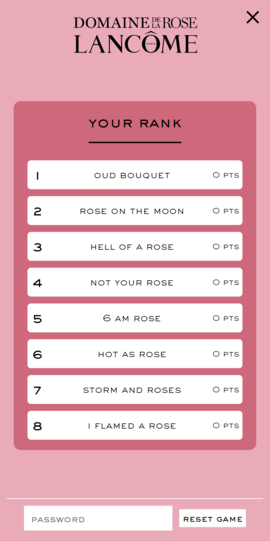 DOMAINE DE LA ROSE
LANCÔME
YOUR RANK
1 OUD BOUQUET 0 PTS
2 ROSE ON THE MOON 0 PTS
3 HELL OF A ROSE 0 PTS
4 NOT YOUR ROSE 0 PTS
5 6 AM ROSE 0 PTS
6 HOT AS ROSE 0 PTS
7 STORM AND ROSES 0 PTS
8 I FLAMED A ROSE 0 PTS
PASSWORD RESET GAME